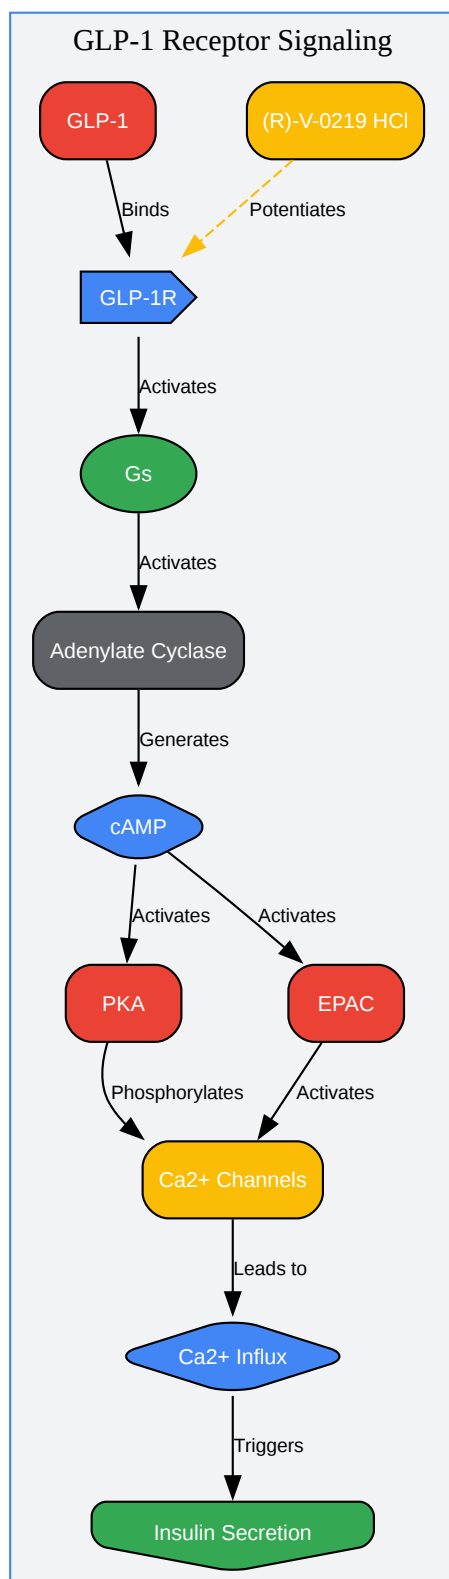 GLP-1 Receptor Signaling
GLP-1
(R)-V-0219 HCl
Binds
Potentiates
GLP-1R
Activates
Gs
Activates
Adenylate Cyclase
Generates
cAMP
Activates
Activates
PKA
EPAC
Phosphorylates
Activates
Ca2+ Channels
Leads to
Ca2+ Influx
Triggers
Insulin Secretion